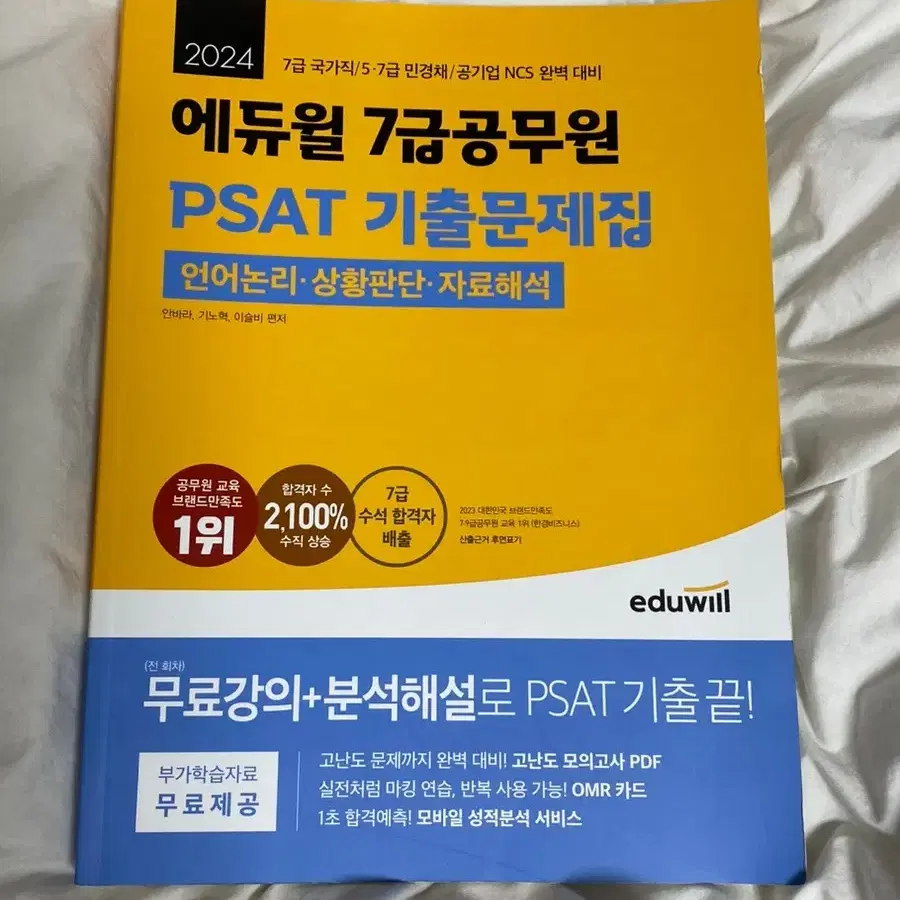 2024
7급 국가직/5·7급 민경채/공기업 NCS 완벽 대비
에듀윌 7급공무원
PSAT 기출문제집
언어논리·상황판단·자료해석
안바라, 기노혁, 이슬비 편저
공무원 교육
브랜드만족도
1위
합격자 수
2,100%
수직 상승
7급
수석 합격자
배출
2023 대한민국 브랜드만족도
7·9급공무원 교육 1위 (한경비즈니스)
산출근거 후면표기
eduwill
(전 회차)
무료강의+분석해설로 PSAT 기출 끝!
부가학습자료
무료제공
고난도 문제까지 완벽 대비! 고난도 모의고사 PDF
실전처럼 마킹 연습, 반복 사용 가능! OMR 카드
1초 합격예측! 모바일 성적분석 서비스